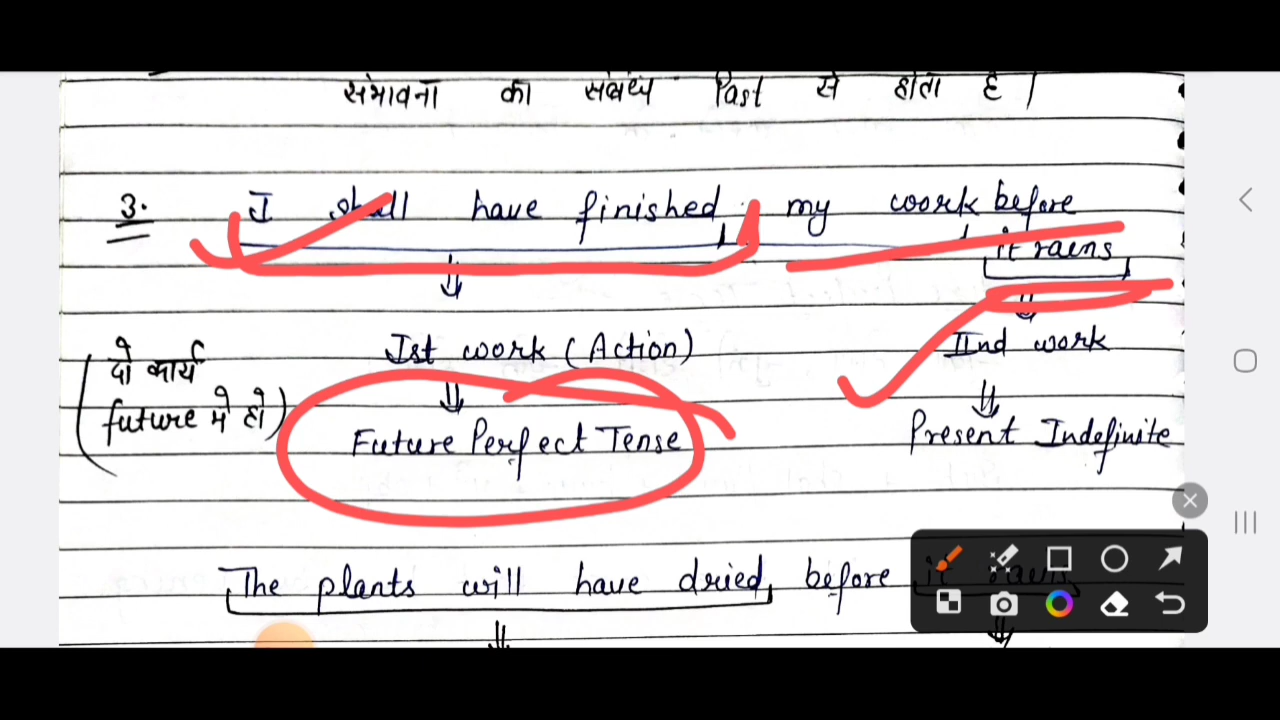 संभावना का संबंध Past से होता है।
3. I shall have finished, my work before
it rains
Ist work (Action)
IInd work
(दो कार्य
future मे हो)
Future Perfect Tense
Present Indefinite
The plants will have dried, before it rains